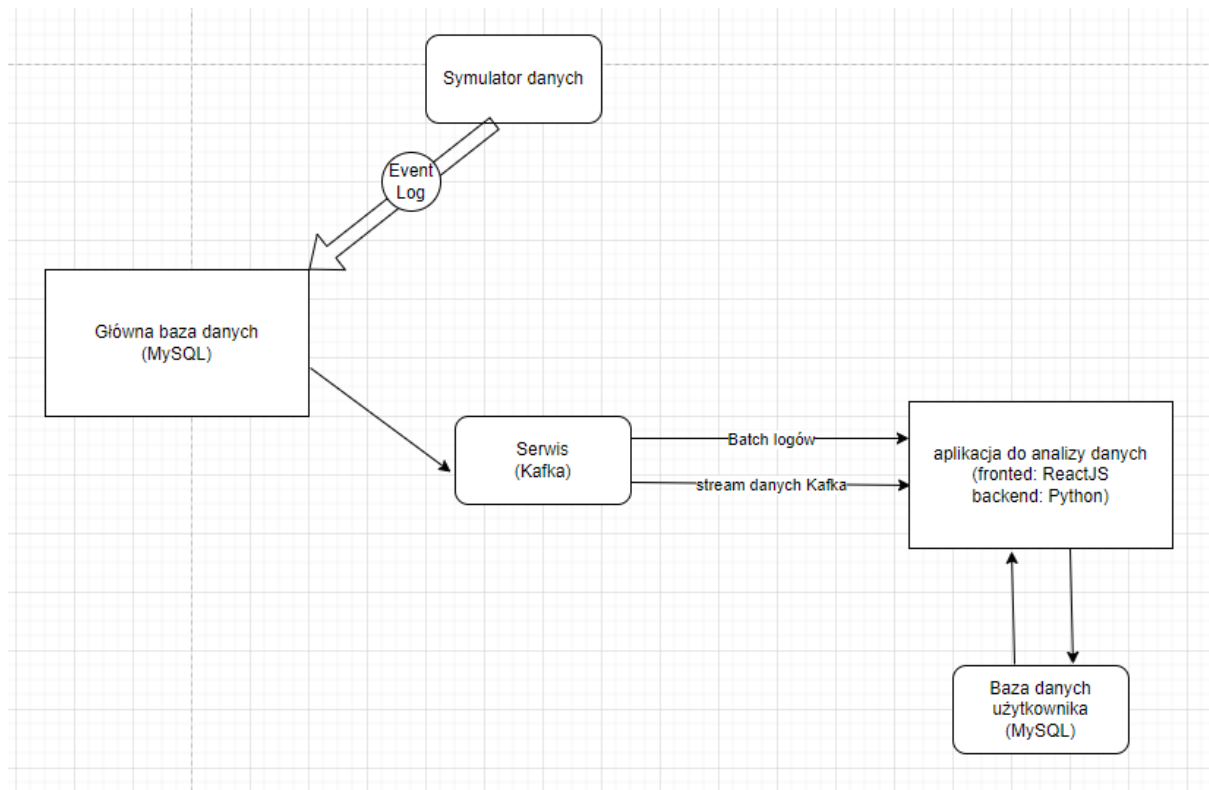 Symulator danych
Event
Log
Główna baza danych
(MySQL)
Serwis
(Kafka)
Batch logów
stream danych Kafka
aplikacja do analizy danych
(fronted: ReactJS
backend: Python)
Baza danych
użytkownika
(MySQL)